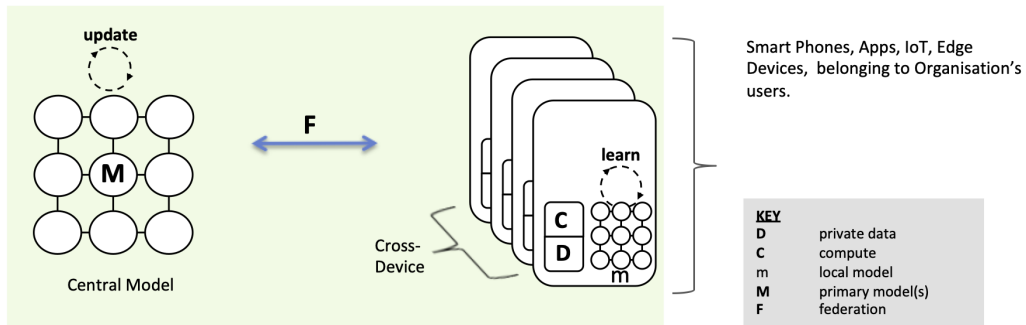 update
M
Central Model
F
Cross-
Device
learn
C
D
m
Smart Phones, Apps, IoT, Edge
Devices, belonging to Organisation’s
users.
KEY
D private data
C compute
m local model
M primary model(s)
F federation